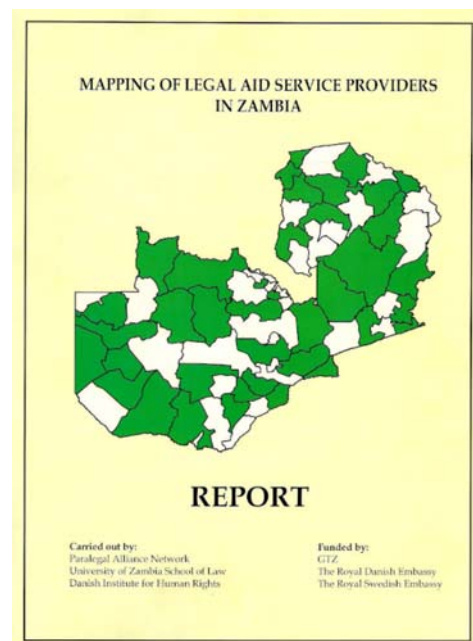 MAPPING OF LEGAL AID SERVICE PROVIDERS
IN ZAMBIA
REPORT
Carried out by:
Paralegal Alliance Network
University of Zambia School of Law
Danish Institute for Human Rights
Funded by:
GTZ
The Royal Danish Embassy
The Royal Swedish Embassy